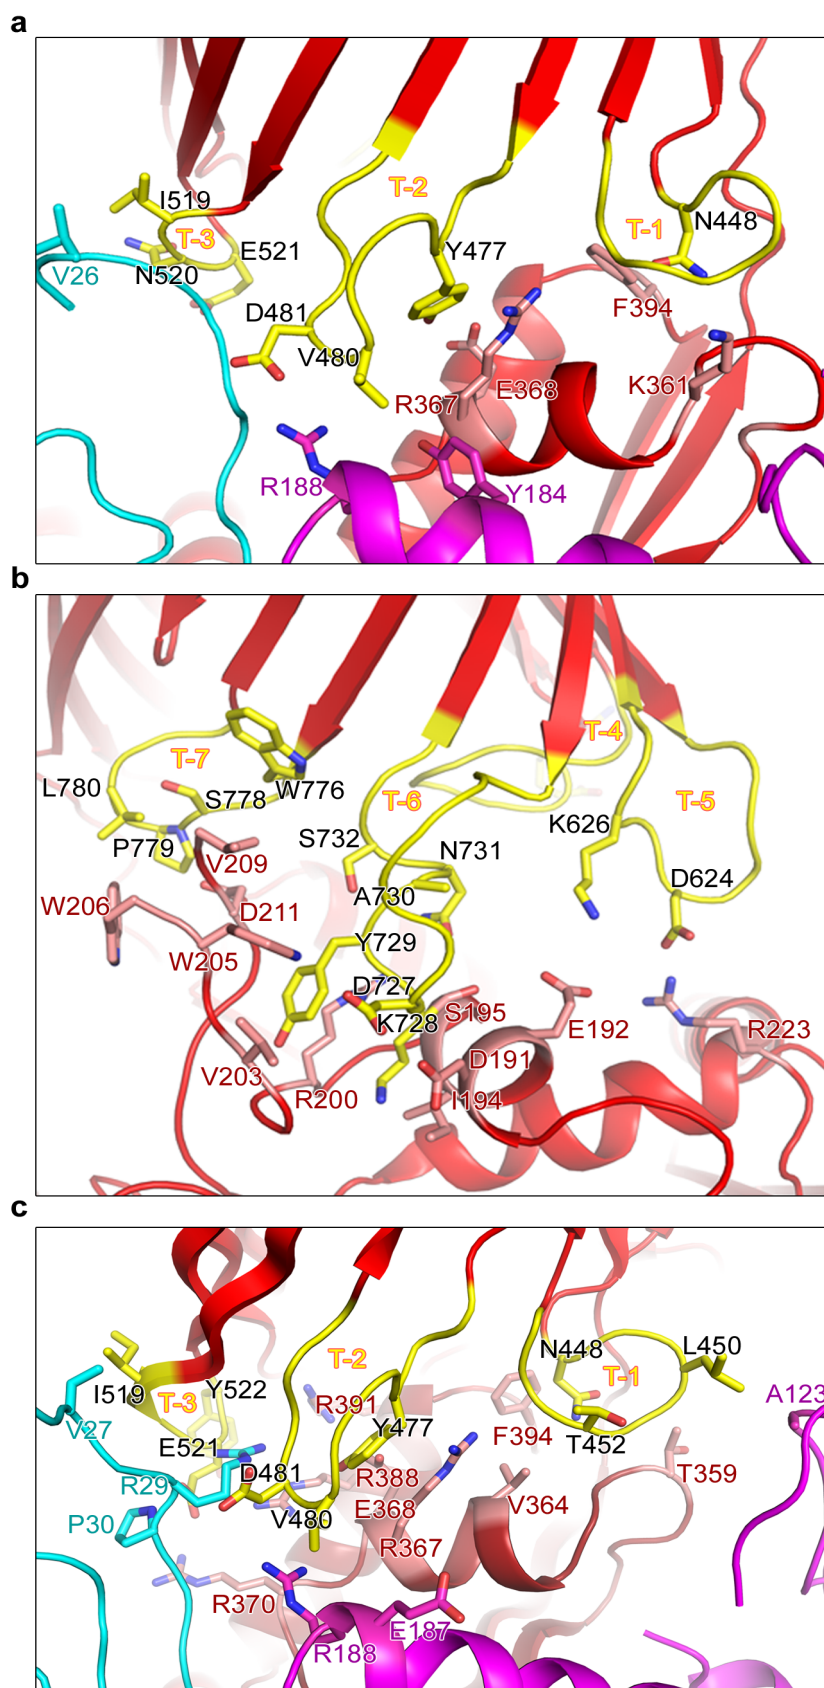 a
T-2
I519
T-3
N448
T-1
E521
Y477
V26
N520
D481
F394
V480
K361
E368
R367
R188
Y184
b
T-4
T-7
L780
W776
S778
T-6
T-5
K626
S732
P779
N731
V209
D624
A730
W206
D211
Y729
W205
D727
S195
K728
E192
R223
D191
V203
R200
I194
c
N448
L450
T-2
T-1
I519
Y522
A123
T-3
R391
V27
Y477
F394
T452
E521
D481
R388
T359
R29
E368
V364
P30
V480
R367
R370
E187
R188